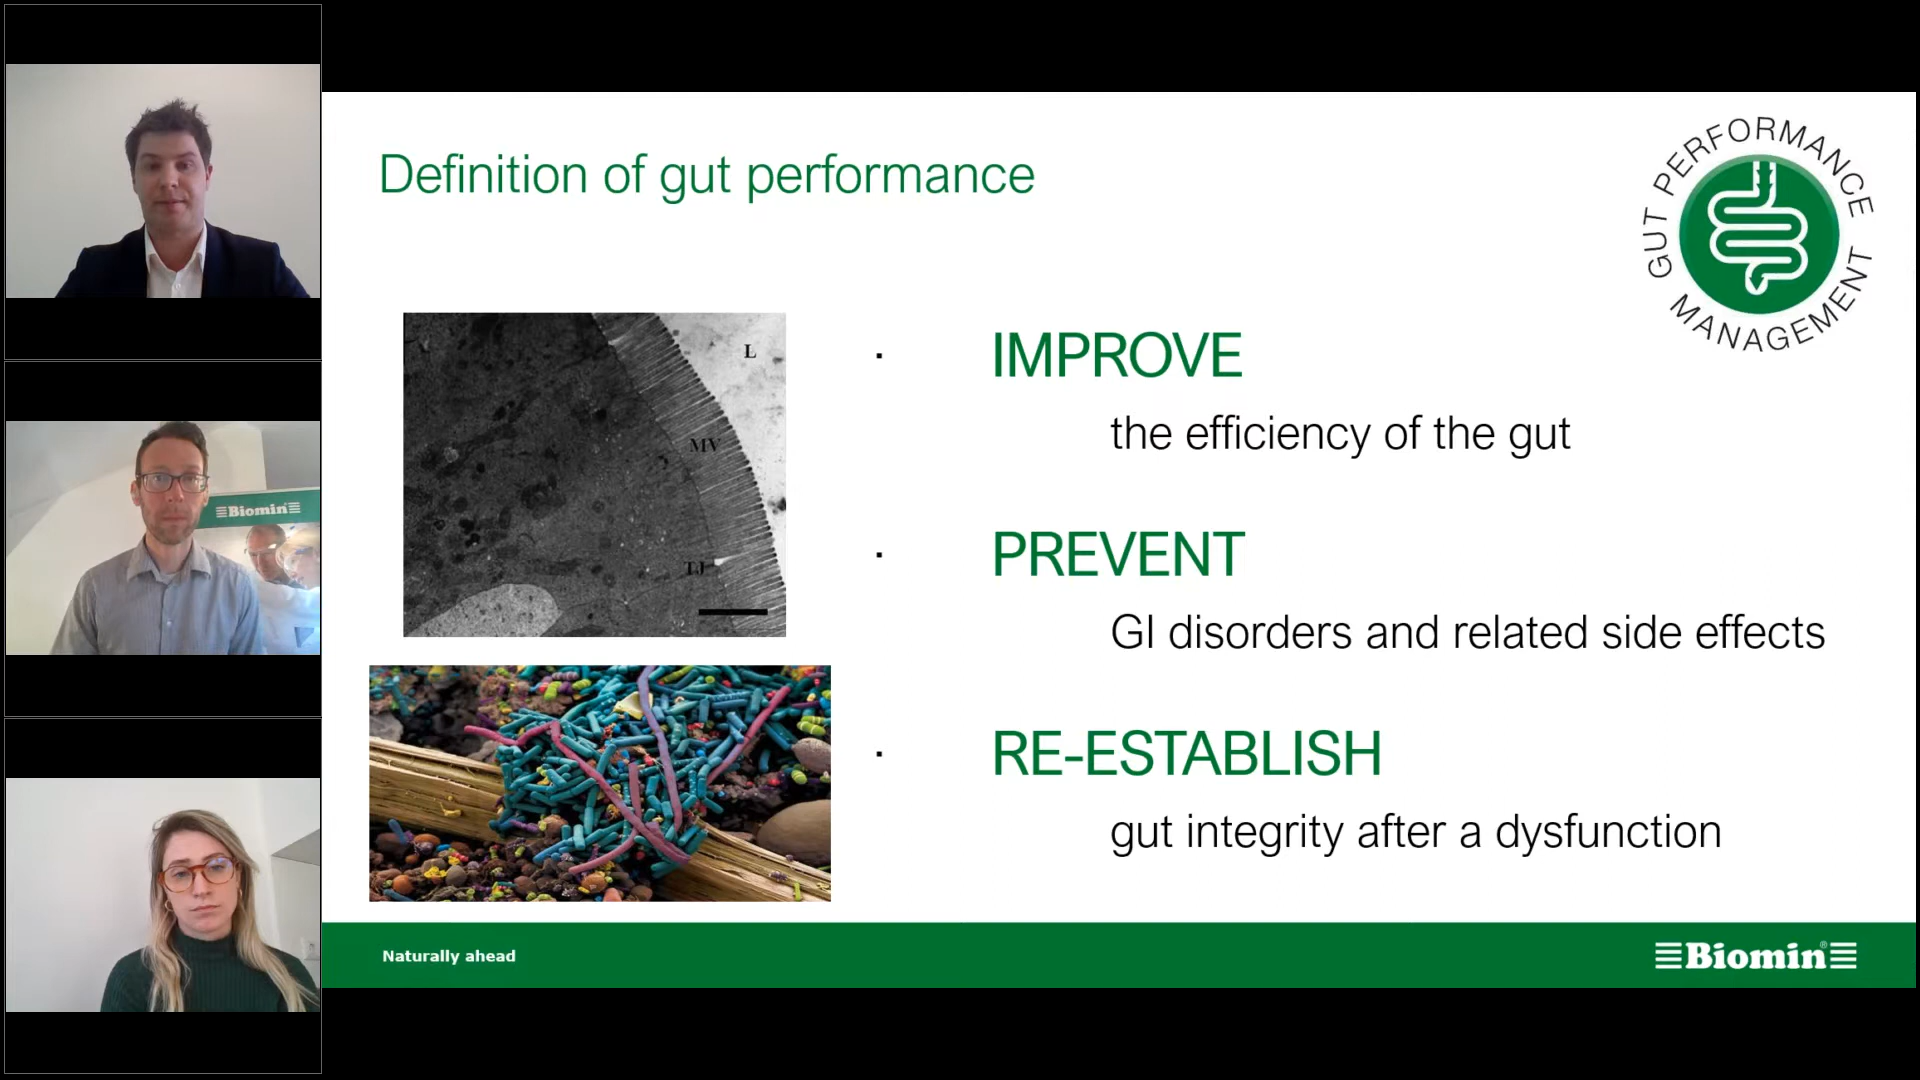 Definition of gut performance
GUT PERFORMANCE
MANAGEMENT
L
MV
TJ
· IMPROVE
the efficiency of the gut
· PREVENT
GI disorders and related side effects
· RE-ESTABLISH
gut integrity after a dysfunction
Biomin
Naturally ahead
Biomin®